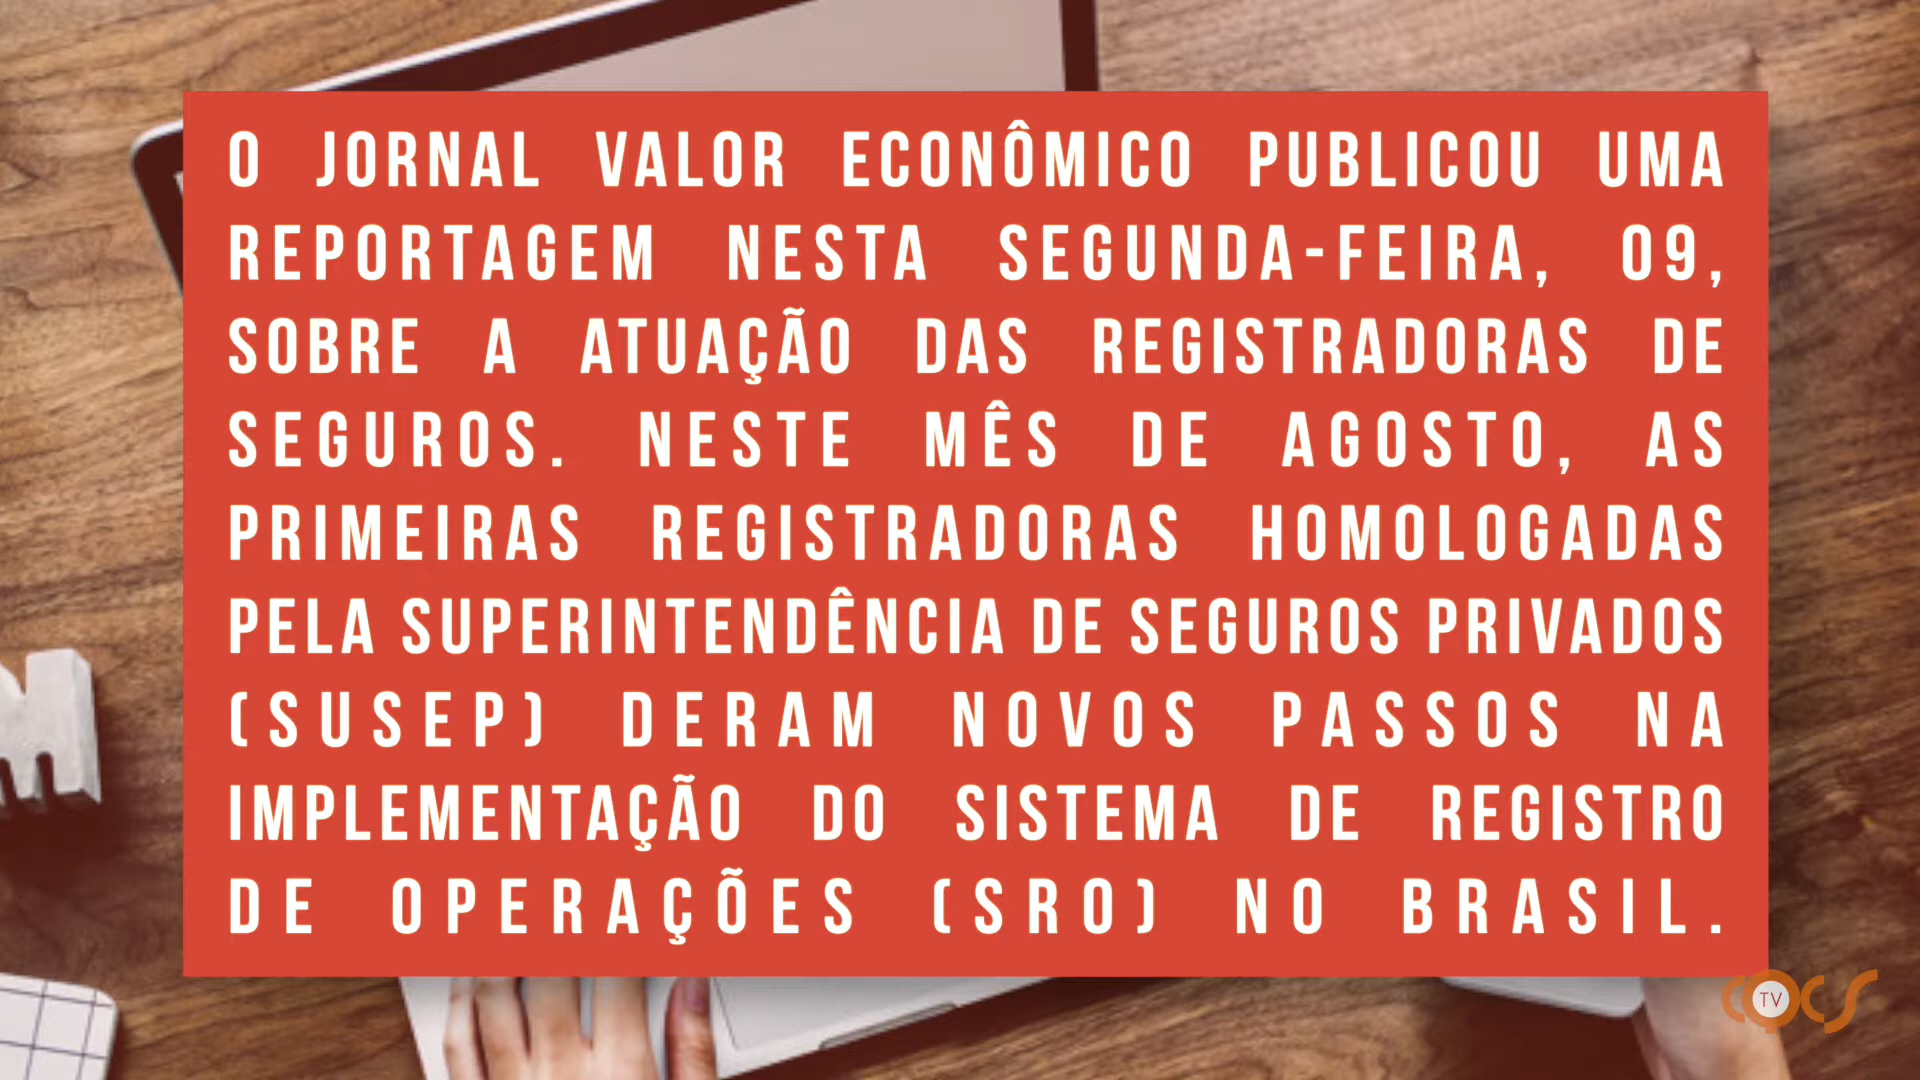 O JORNAL VALOR ECONÔMICO PUBLICOU UMA
REPORTAGEM NESTA SEGUNDA-FEIRA, 09,
SOBRE A ATUAÇÃO DAS REGISTRADORAS DE
SEGUROS. NESTE MÊS DE AGOSTO, AS
PRIMEIRAS REGISTRADORAS HOMOLOGADAS
PELA SUPERINTENDÊNCIA DE SEGUROS PRIVADOS
(SUSEP) DERAM NOVOS PASSOS NA
IMPLEMENTAÇÃO DO SISTEMA DE REGISTRO
DE OPERAÇÕES (SRO) NO BRASIL.
CQCS
TV
M